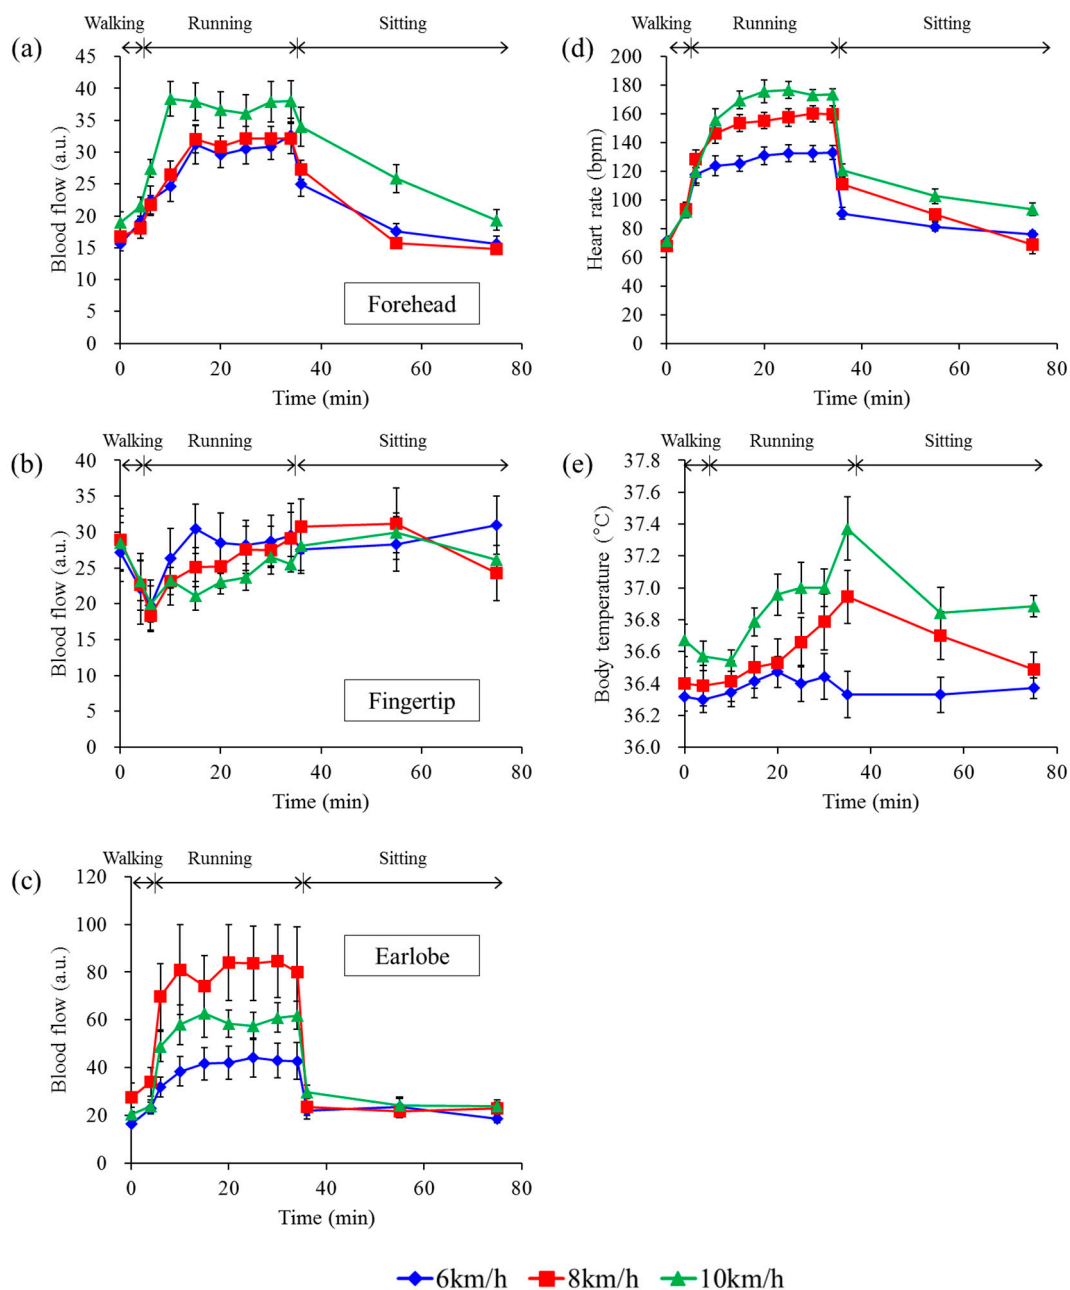 (a)
Walking Running Sitting
45
40
35
30
25
20
15
10
5
0
Blood flow (a.u.)
Forehead
0 20 40 60 80
Time (min)
(d)
Walking Running Sitting
200
180
160
140
120
100
80
60
40
20
0
Heart rate (bpm)
0 20 40 60 80
Time (min)
(b)
Walking Running Sitting
40
35
30
25
20
15
10
5
0
Blood flow (a.u.)
Fingertip
0 20 40 60 80
Time (min)
(e)
Walking Running Sitting
37.8
37.6
37.4
37.2
37.0
36.8
36.6
36.4
36.2
36.0
Body temperature (°C)
0 20 40 60 80
Time (min)
(c)
Walking Running Sitting
120
100
80
60
40
20
0
Blood flow (a.u.)
Earlobe
0 20 40 60 80
Time (min)
6km/h 8km/h 10km/h